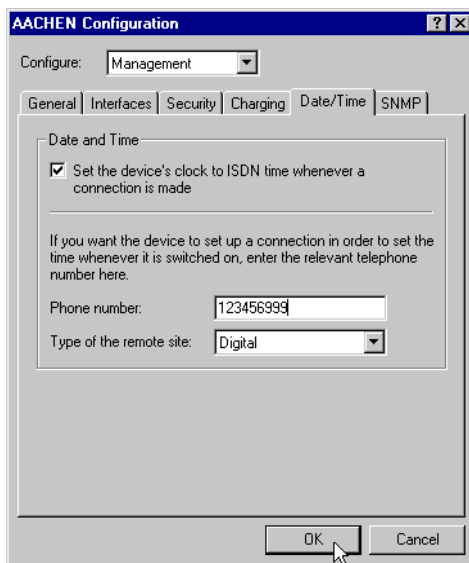 AACHEN Configuration
Configure: Management
General Interfaces Security Charging Date/Time SNMP
Date and Time
Set the device's clock to ISDN time whenever a
connection is made
If you want the device to set up a connection in order to set the
time whenever it is switched on, enter the relevant telephone
number here.
Phone number: 123456999
Type of the remote site: Digital
OK Cancel